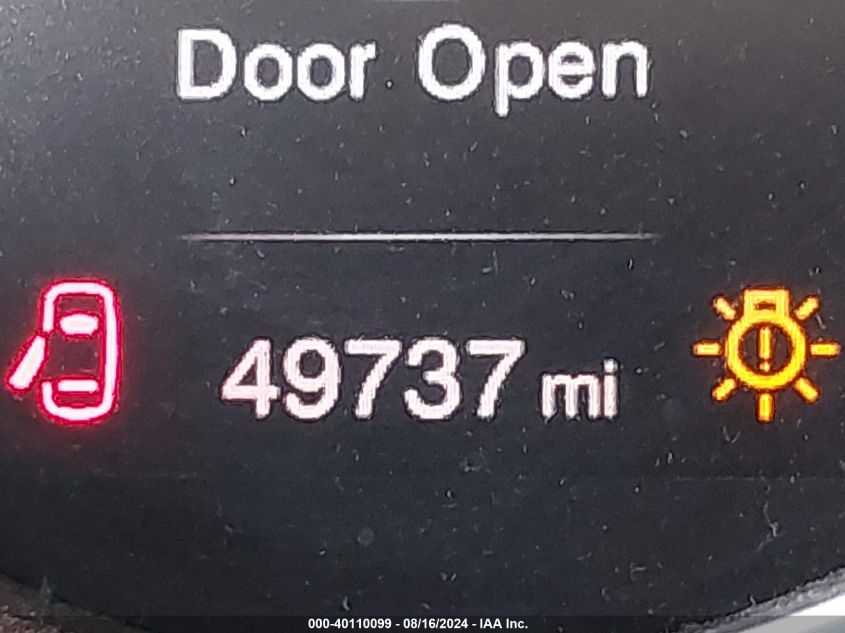 Door Open
49737 mi
000-40110099 - 08/16/2024 - IAA Inc.